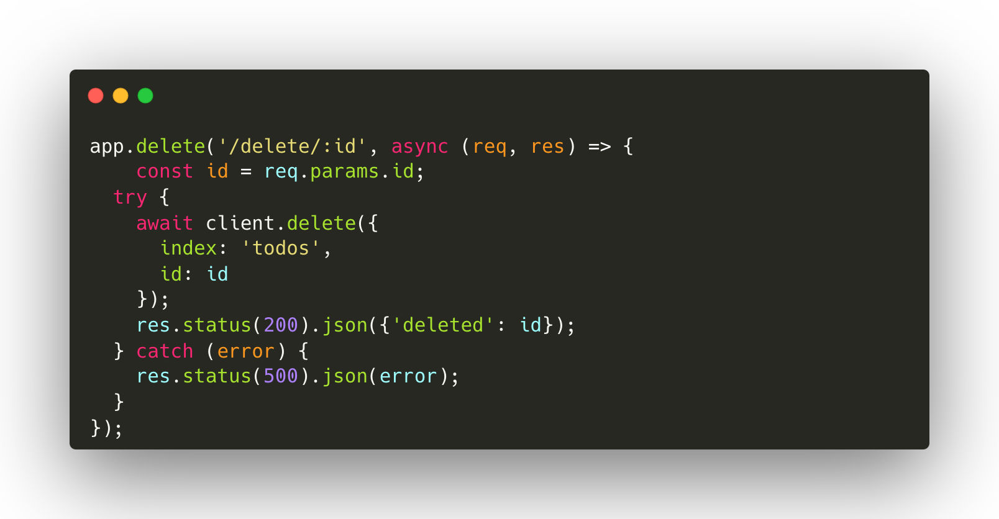 app.delete('/delete/:id', async (req, res) => {
    const id = req.params.id;
  try {
    await client.delete({
      index: 'todos',
      id: id
    });
    res.status(200).json({'deleted': id});
  } catch (error) {
    res.status(500).json(error);
  }
});